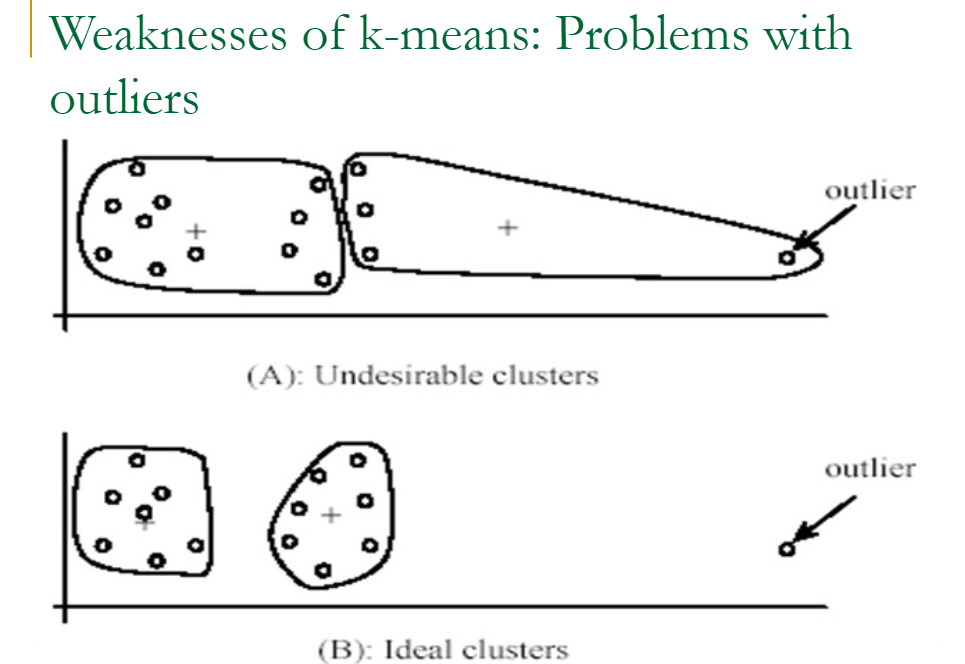 Weaknesses of k-means: Problems with
outliers
outlier
(A): Undesirable clusters
outlier
(B): Ideal clusters